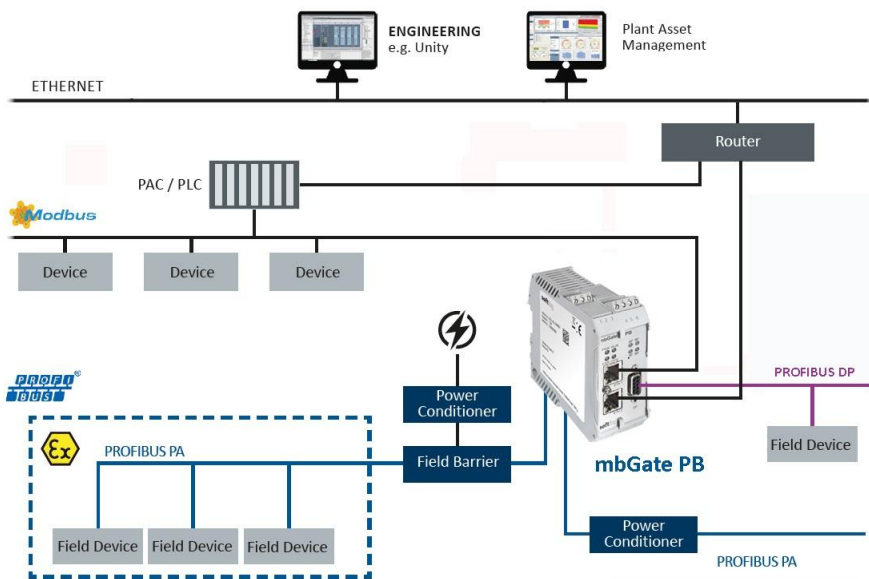 ENGINEERING
e.g. Unity
Plant Asset
Management
ETHERNET
Router
PAC / PLC
Modbus
Device
Device
Device
mbGate PB
PROFIBUS DP
PROFI
BUS
Power
Conditioner
Field Device
Ex
PROFIBUS PA
Field Barrier
mbGate PB
Field Device
Field Device
Field Device
Power
Conditioner
PROFIBUS PA